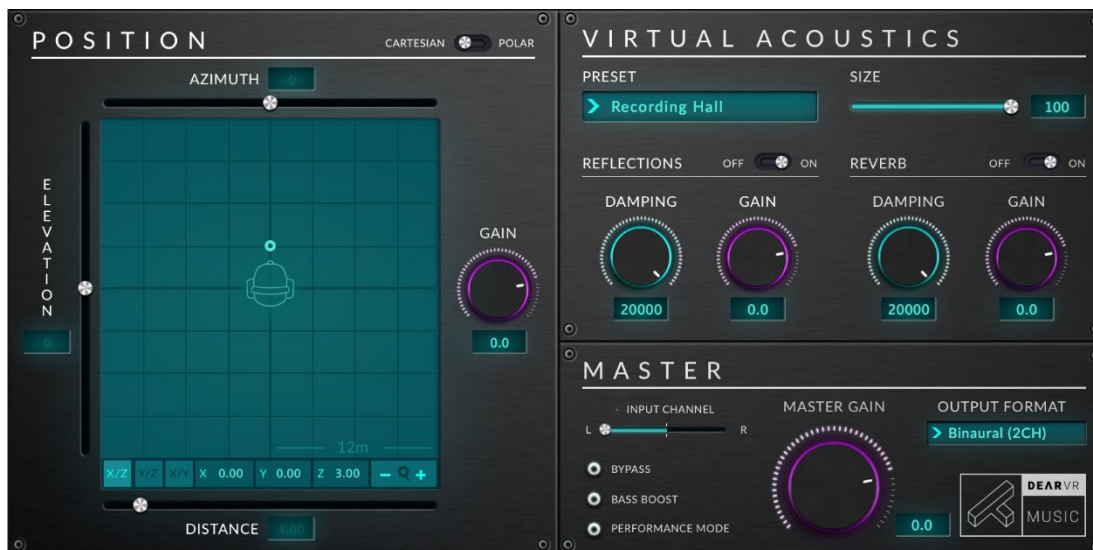 POSITION
CARTESIAN POLAR
AZIMUTH 0
ELEVATION
0
GAIN
0.0
12m
X/Z Y/Z X/Y X 0.00 Y 0.00 Z 3.00 - +
DISTANCE 3.00
VIRTUAL ACOUSTICS
PRESET
Recording Hall
SIZE
100
REFLECTIONS OFF ON
DAMPING GAIN
20000 0.0
REVERB OFF ON
DAMPING GAIN
20000 0.0
MASTER
INPUT CHANNEL
L R
BYPASS
BASS BOOST
PERFORMANCE MODE
MASTER GAIN
0.0
OUTPUT FORMAT
Binaural (2CH)
DEARVR
MUSIC